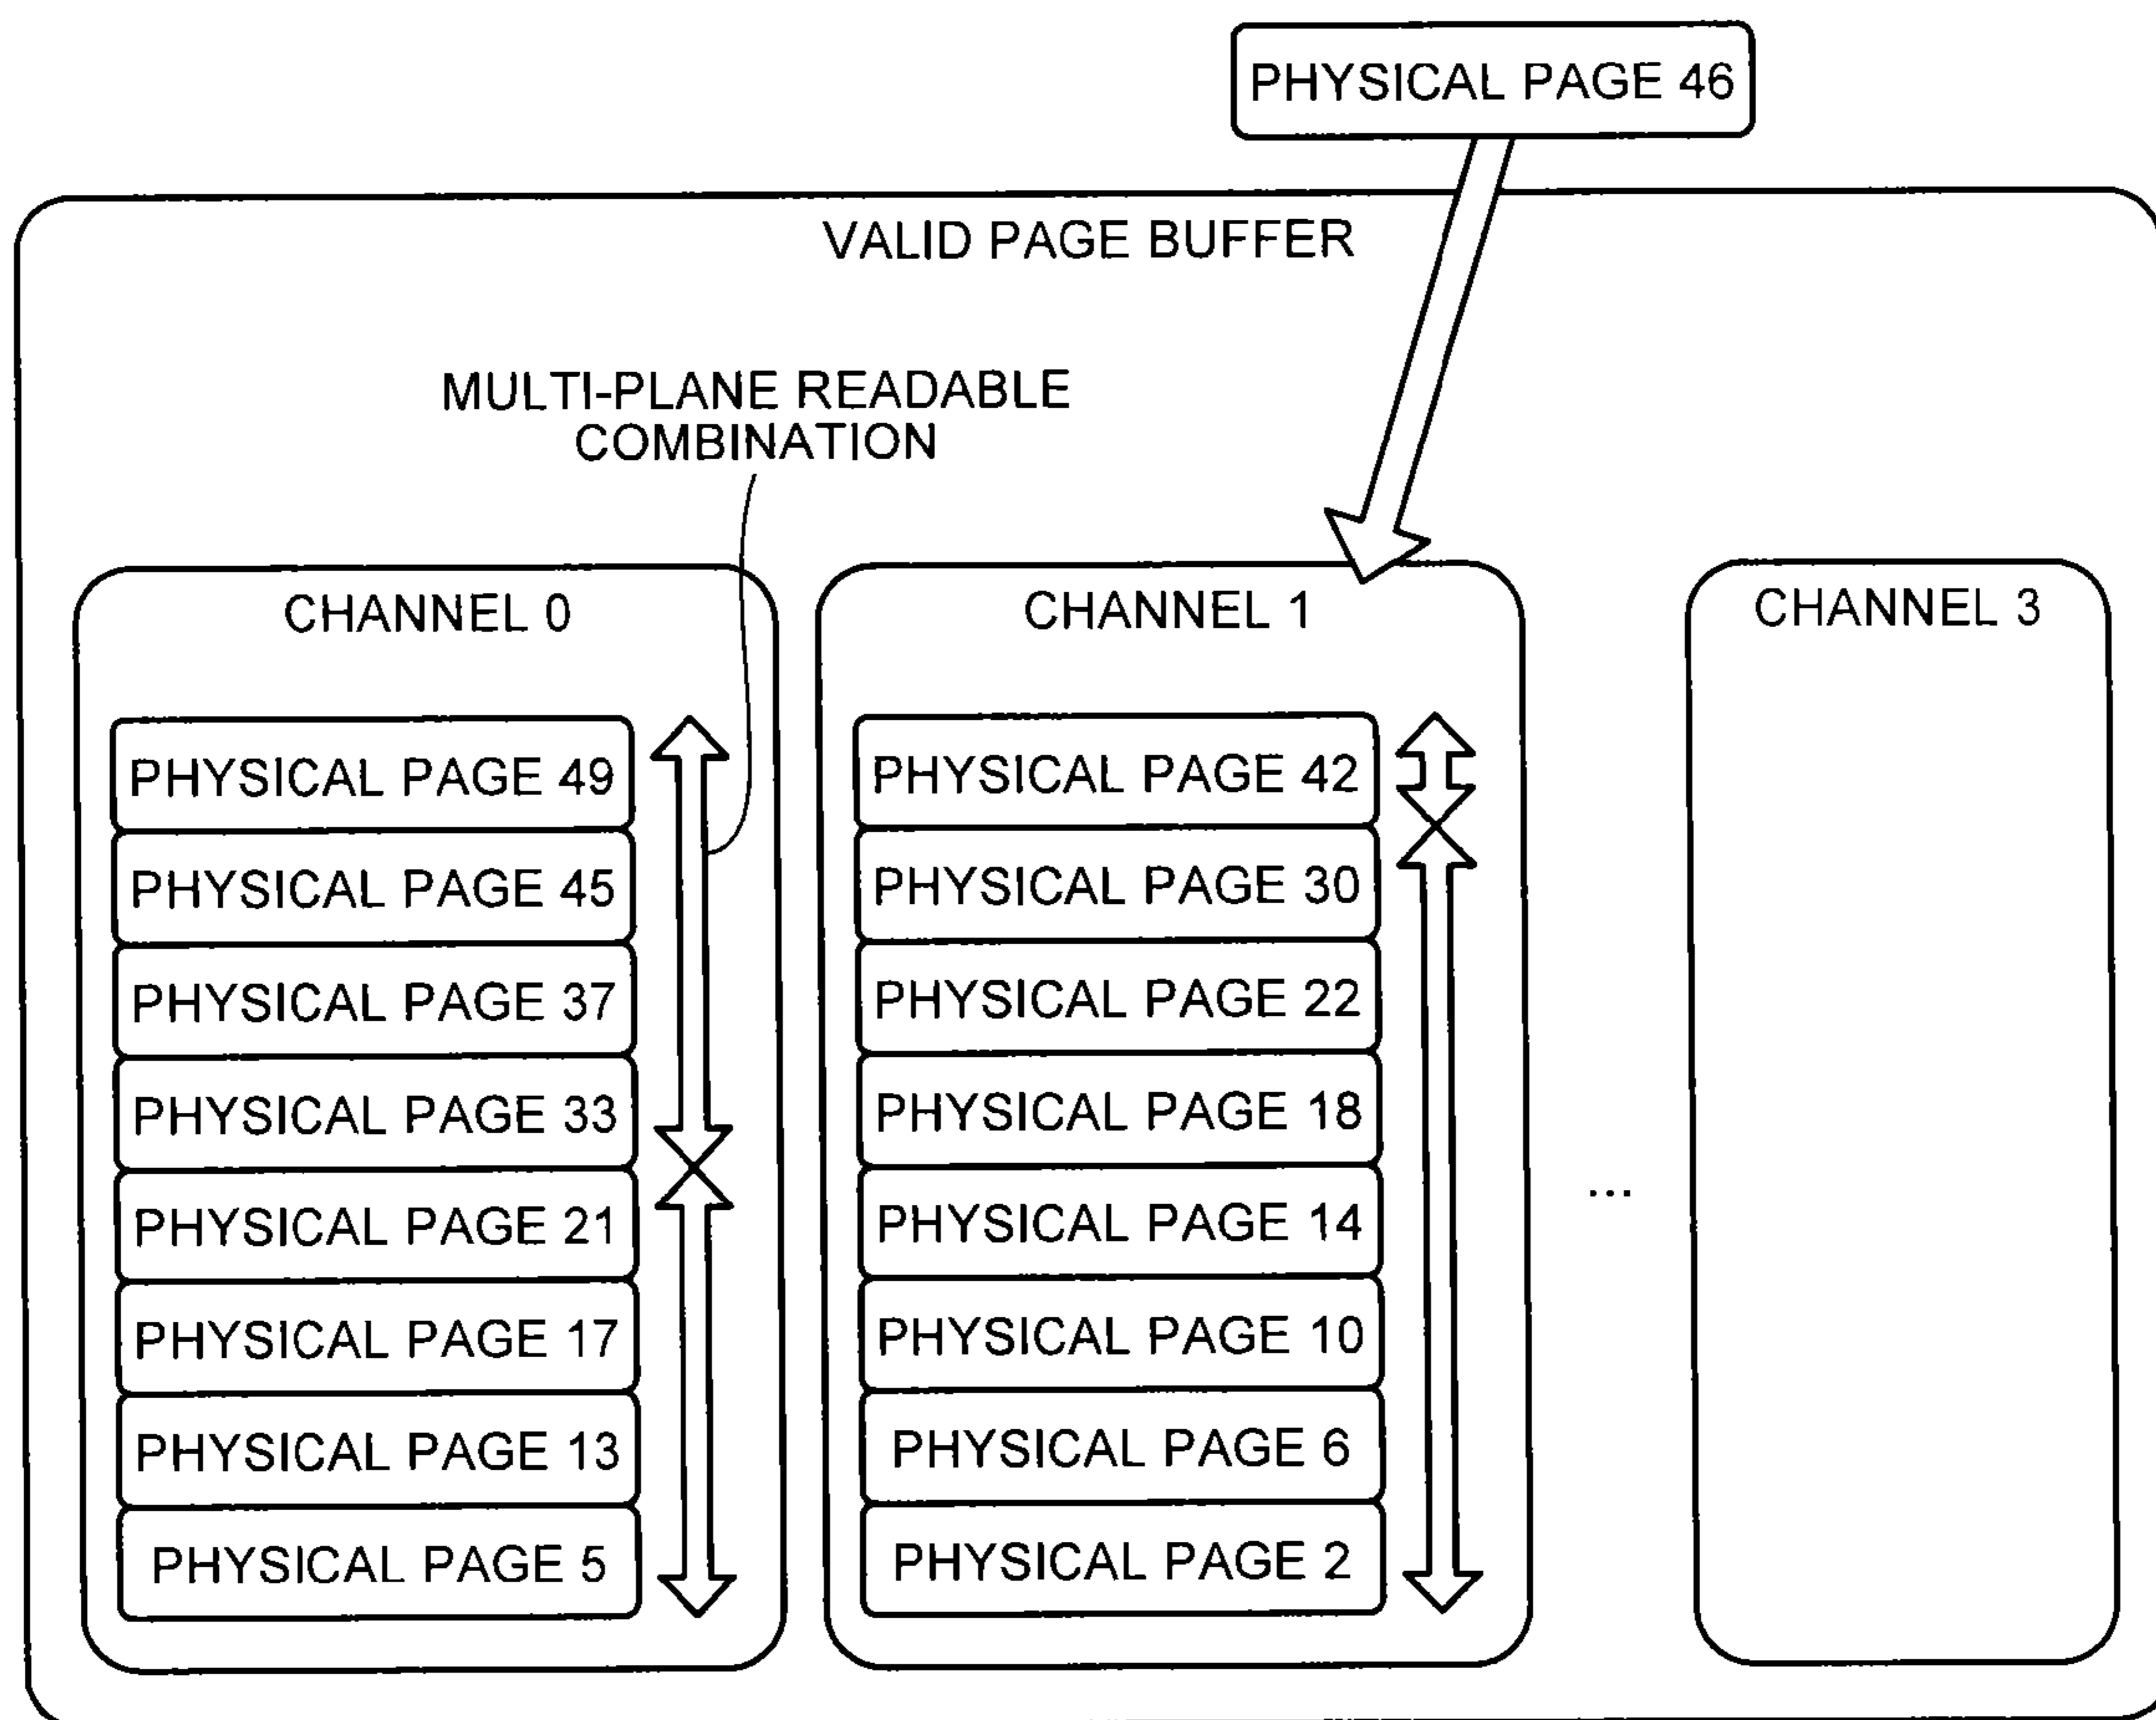 PHYSICAL PAGE 46
VALID PAGE BUFFER
MULTI-PLANE READABLE
COMBINATION
CHANNEL 0
PHYSICAL PAGE 49
PHYSICAL PAGE 45
PHYSICAL PAGE 37
PHYSICAL PAGE 33
PHYSICAL PAGE 21
PHYSICAL PAGE 17
PHYSICAL PAGE 13
PHYSICAL PAGE 5
CHANNEL 1
PHYSICAL PAGE 42
PHYSICAL PAGE 30
PHYSICAL PAGE 22
PHYSICAL PAGE 18
PHYSICAL PAGE 14
PHYSICAL PAGE 10
PHYSICAL PAGE 6
PHYSICAL PAGE 2
...
CHANNEL 3